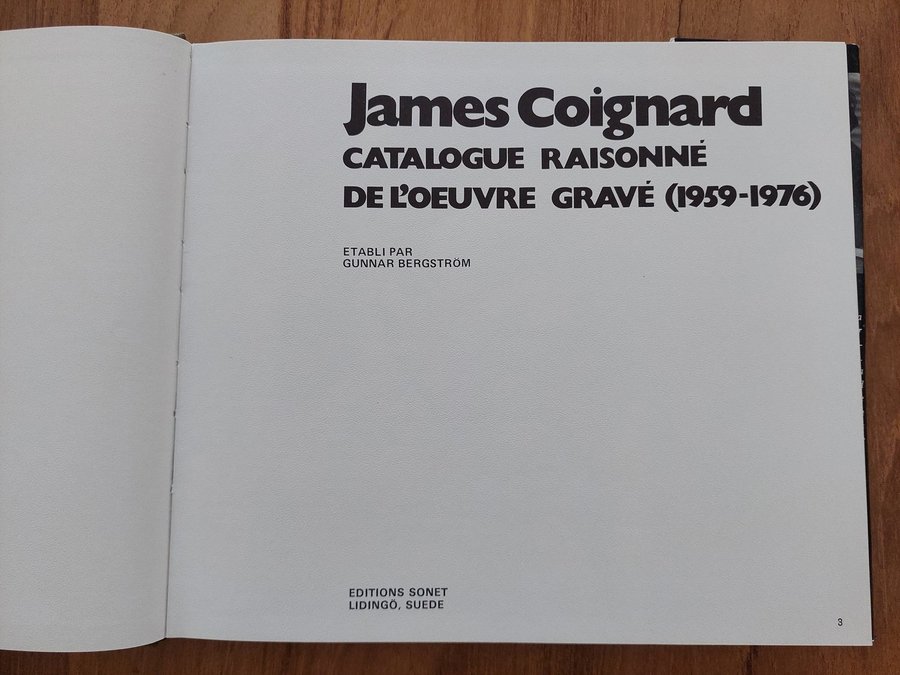 James Coignard
CATALOGUE RAISONNÉ
DE L'OEUVRE GRAVÉ (1959-1976)
ETABLI PAR
GUNNAR BERGSTRÖM
EDITIONS SONET
LIDINGÖ, SUEDE
3